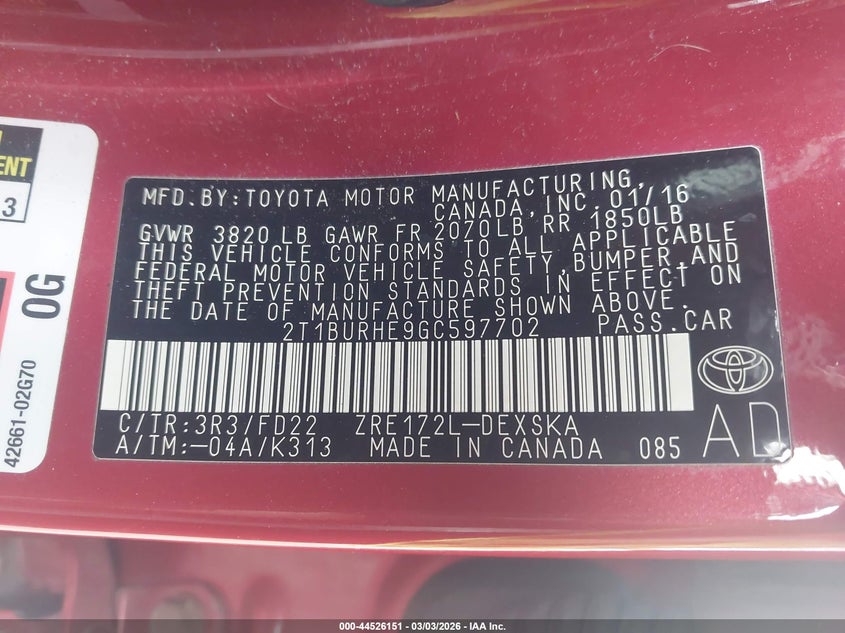 MFD.BY:TOYOTA MOTOR MANUFACTURING,
CANADA, INC. 01/16
GVWR 3820 LB GAWR FR 2070LB RR 1850LB
THIS VEHICLE CONFORMS TO ALL APPLICABLE
FEDERAL MOTOR VEHICLE SAFETY, BUMPER, AND
THEFT PREVENTION STANDARDS IN EFFECT ON
THE DATE OF MANUFACTURE SHOWN ABOVE.
2T1BURHE9GC597702 PASS.CAR
C/TR:3R3/FD22 ZRE172L-DEXSKA
A/TM:-04A/K313 MADE IN CANADA 085
AD
42661-02G70
0G
3
000-44526151 - 03/03/2026 - IAA Inc.